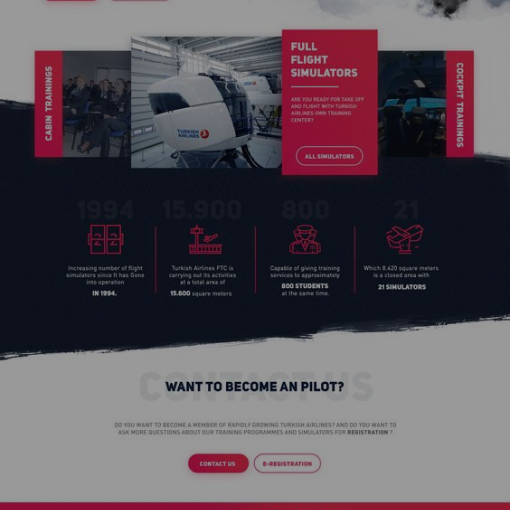 CABIN TRAININGS
TURKISH
AIRLINES
FULL
FLIGHT
SIMULATORS
ARE YOU READY FOR TAKE OFF
AND FLIGHT WITH TURKISH
AIRLINES OWN TRAINING
CENTER?
ALL SIMULATORS
COCKPIT TRAININGS
1994
Increasing number of flight
simulators since it has Gone
into operation
IN 1994.
15.900
Turkish Airlines FTC is
carrying out its activities
at a total area of
15.600 square meters
800
Capable of giving training
services to approximately
800 STUDENTS
at the same time.
21
Which 8.420 square meters
is a closed area with
21 SIMULATORS
CONTACT US
WANT TO BECOME AN PILOT?
DO YOU WANT TO BECOME A MEMBER OF RAPIDLY GROWING TURKISH AIRLINES? AND DO YOU WANT TO
ASK MORE QUESTIONS ABOUT OUR TRAINING PROGRAMMES AND SIMULATORS FOR REGISTRATION ?
CONTACT US
E-REGISTRATION